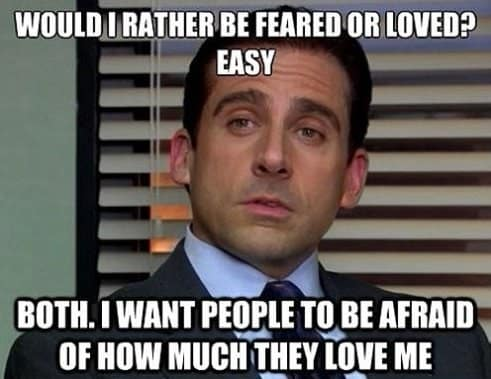 WOULD I RATHER BE FEARED OR LOVED?
EASY
BOTH. I WANT PEOPLE TO BE AFRAID
OF HOW MUCH THEY LOVE ME